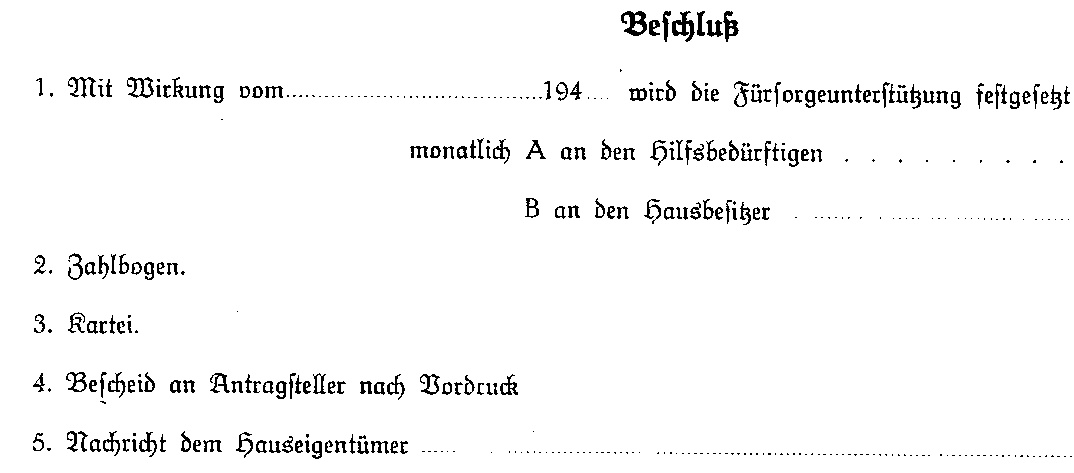 Beschluß
1. Mit Wirkung vom..............................194.... wird die Fürsorgeunterstützung festgesetzt
monatlich A an den Hilfsbedürftigen . . . . . . . . .
B an den Hausbesitzer . . . . . . . . .
2. Zahlbogen.
3. Kartei.
4. Bescheid an Antragsteller nach Vordruck
5. Nachricht dem Hauseigentümer ..............................